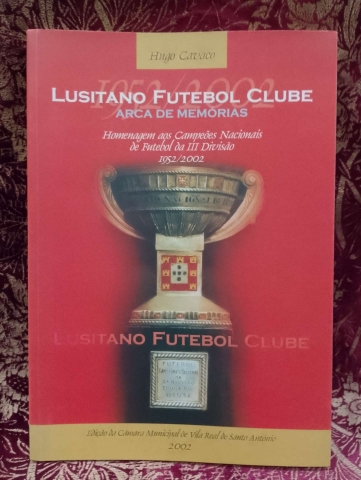 Hugo Cavaco
1952/2002
LUSITANO FUTEBOL CLUBE
ARCA DE MEMÓRIAS
Homenagem aos Campeões Nacionais
de Futebol da III Divisão
1952/2002
LUSITANO FUTEBOL CLUBE
FUTEBOL
Edição da Câmara Municipal de Vila Real de Santo António
2002